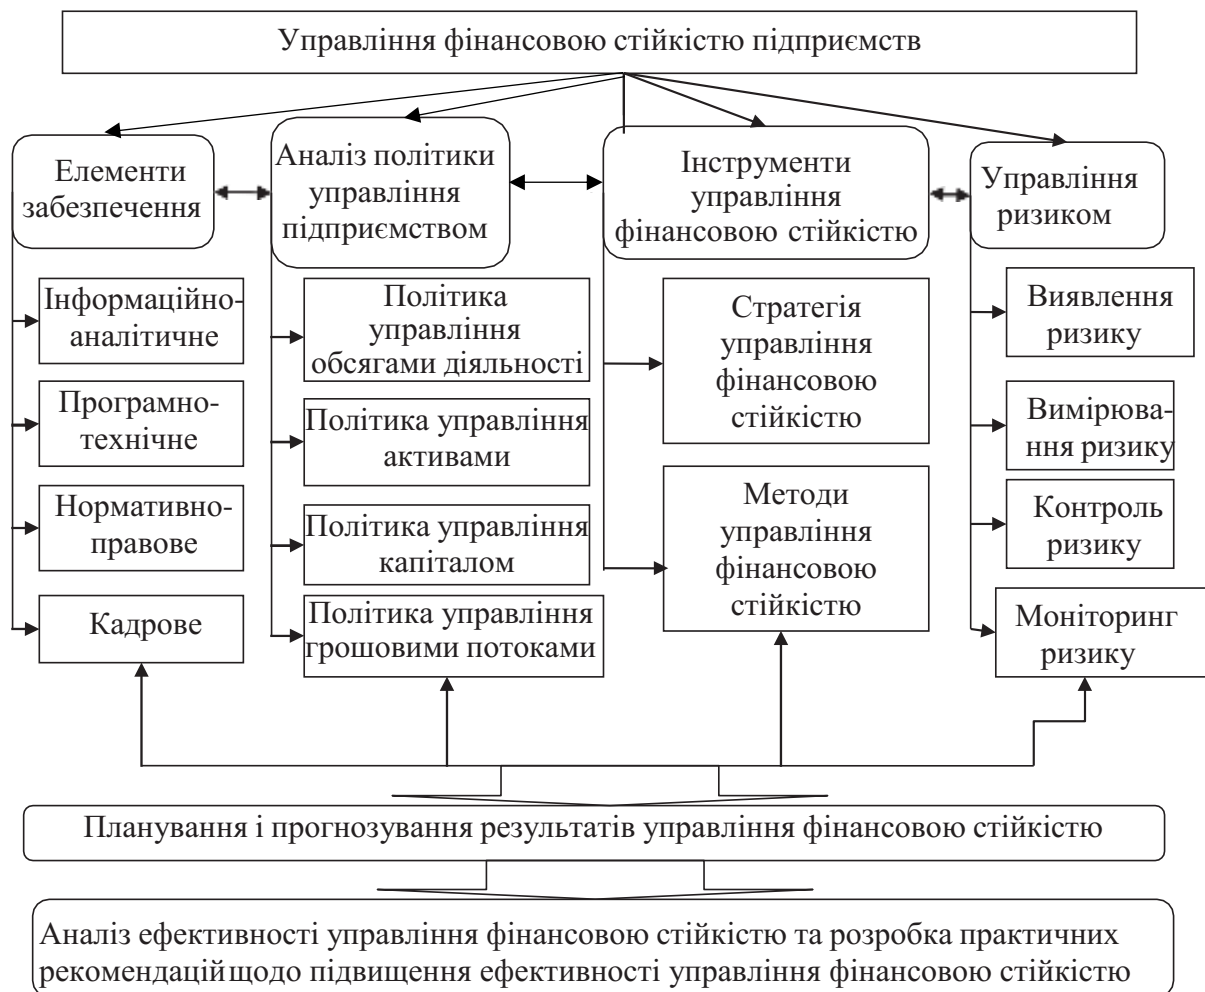 Управління фінансовою стійкістю підприємств
Елементи
забезпечення
Аналіз політики
управління
підприємством
Інструменти
управління
фінансовою стійкістю
Управління
ризиком
Інформаційно-
аналітичне
Програмно-
технічне
Нормативно-
правове
Кадрове
Політика
управління
обсягами діяльності
Політика управління
активами
Політика управління
капіталом
Політика управління
грошовими потоками
Стратегія
управління
фінансовою
стійкістю
Методи
управління
фінансовою
стійкістю
Виявлення
ризику
Вимірюва-
ння ризику
Контроль
ризику
Моніторинг
ризику
Планування і прогнозування результатів управління фінансовою стійкістю
Аналіз ефективності управління фінансовою стійкістю та розробка практичних
рекомендацій щодо підвищення ефективності управління фінансовою стійкістю